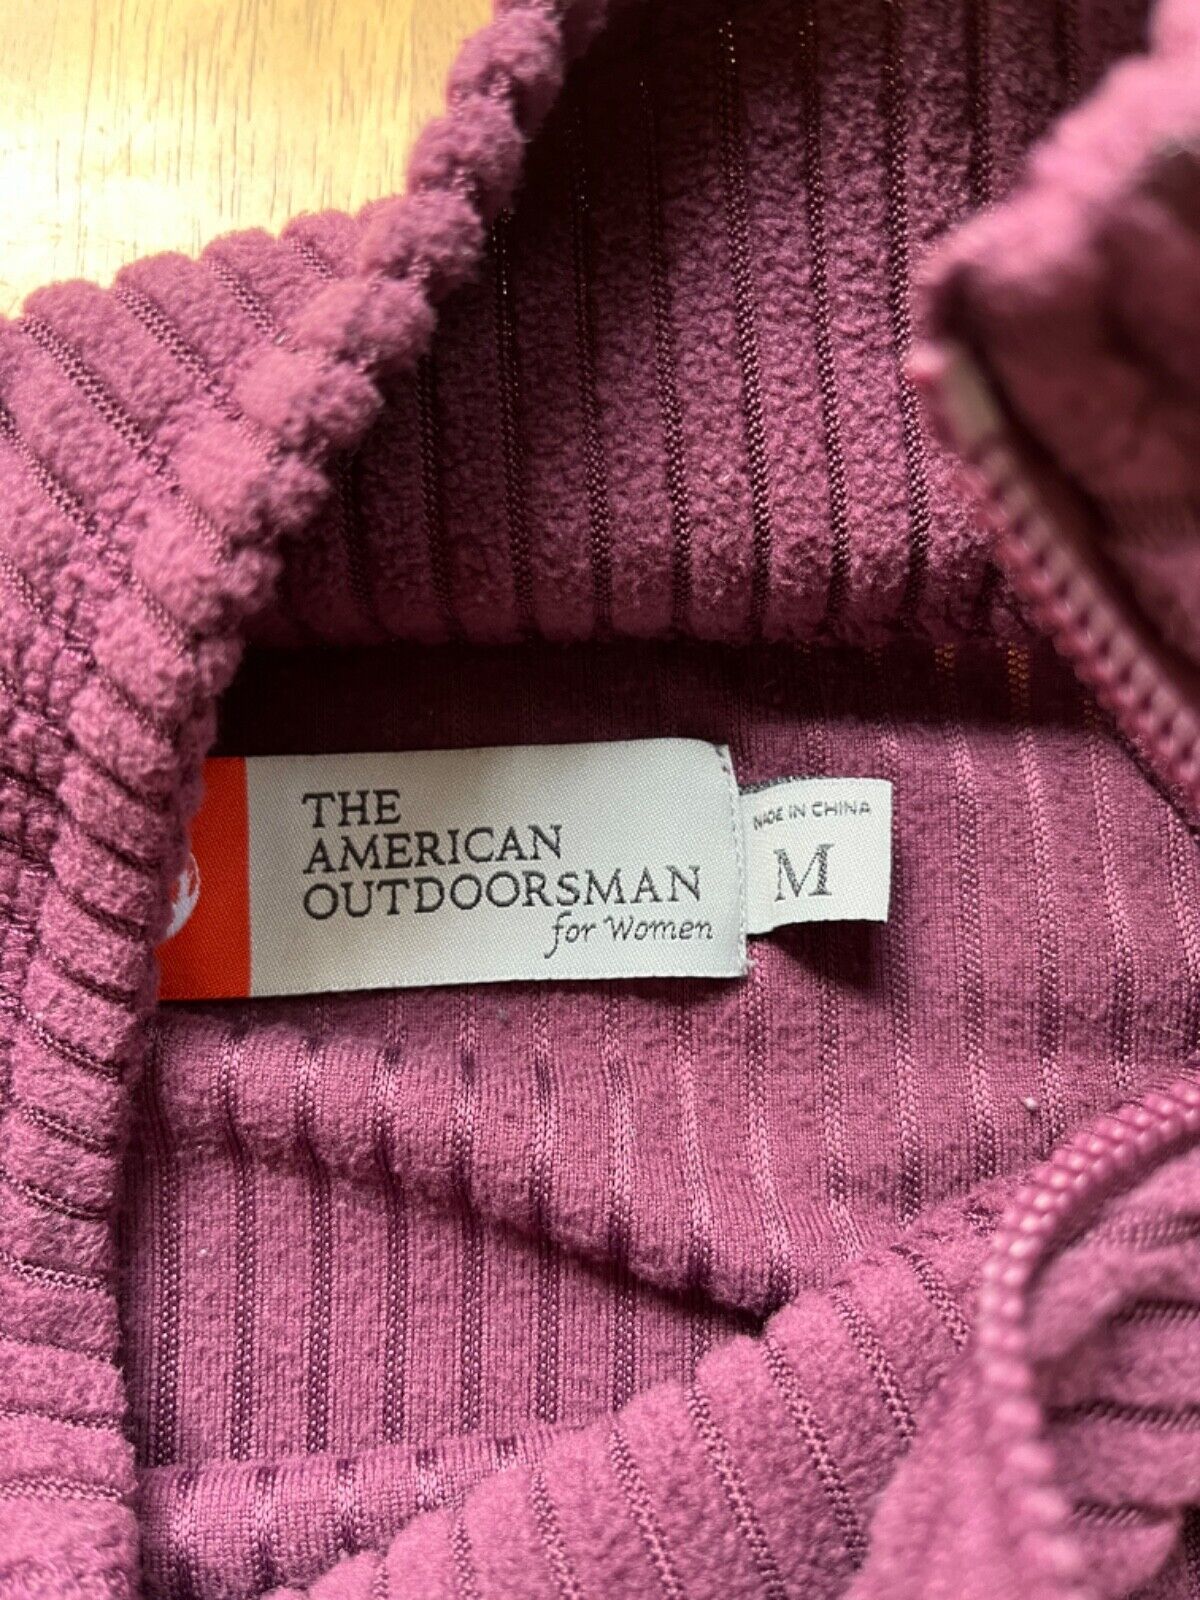 THE
AMERICAN
OUTDOORSMAN
for Women
MADE IN CHINA
M